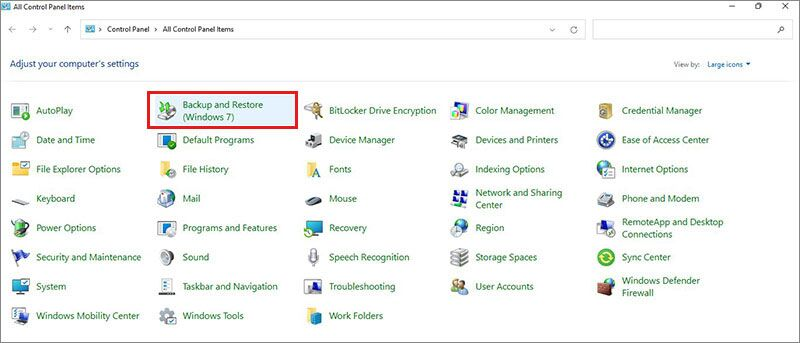 All Control Panel Items
Control Panel > All Control Panel Items
Adjust your computer's settings
View by: Large icons
AutoPlay
Backup and Restore
(Windows 7)
BitLocker Drive Encryption
Color Management
Credential Manager
Date and Time
Default Programs
Device Manager
Devices and Printers
Ease of Access Center
File Explorer Options
File History
Fonts
Indexing Options
Internet Options
Keyboard
Mail
Mouse
Network and Sharing
Center
Phone and Modem
Power Options
Programs and Features
Recovery
Region
RemoteApp and Desktop
Connections
Security and Maintenance
Sound
Speech Recognition
Storage Spaces
Sync Center
System
Taskbar and Navigation
Troubleshooting
User Accounts
Windows Defender
Firewall
Windows Mobility Center
Windows Tools
Work Folders